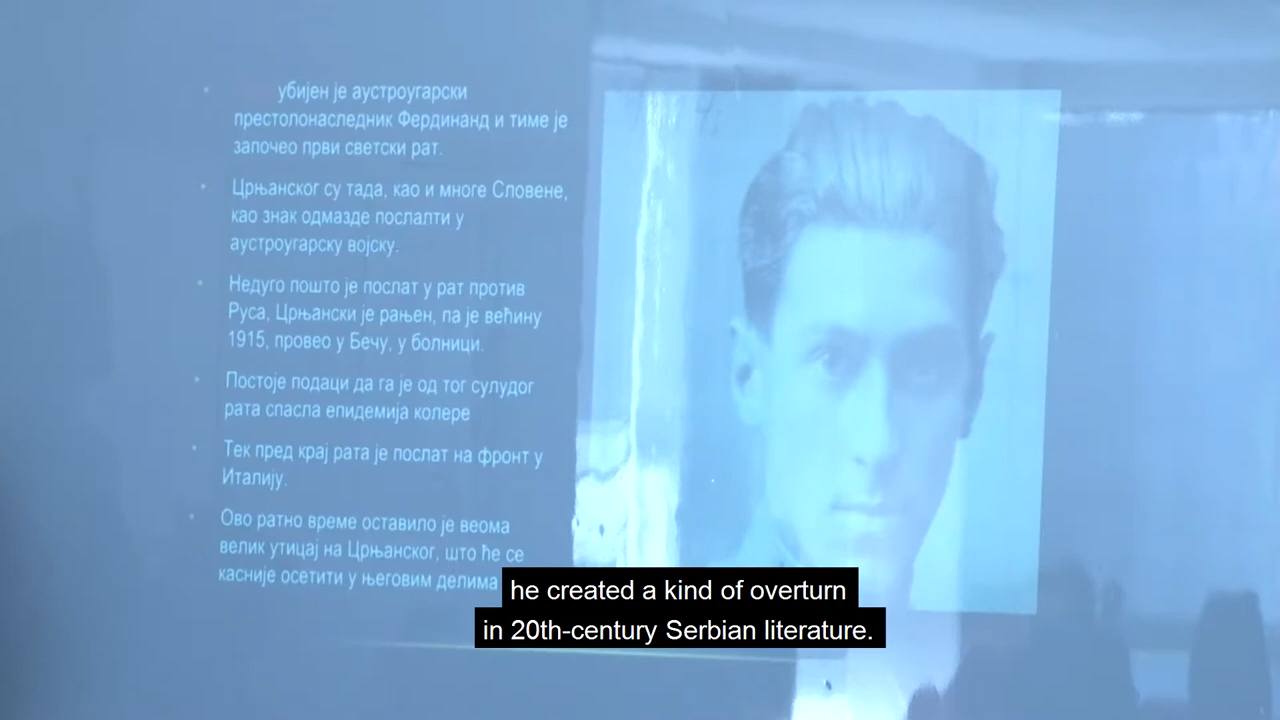 убијен је аустроугарски
престолонаследник Фердинанд и тиме је
започео први светски рат.
Црњанског су тада, као и многе Словене,
као знак одмазде послалти у
аустроугарску војску.
Недуго пошто је послат у рат против
Руса, Црњански је рањен, па је већину
1915, провео у Бечу, у болници.
Постоје подаци да га је од тог сулудог
рата спасла епидемија колере
Тек пред крај рата је послат на фронт у
Италију.
Ово ратно време оставило је веома
велик утицај на Црњанског, што ће се
касније осетити у његовим делима
he created a kind of overturn
in 20th-century Serbian literature.